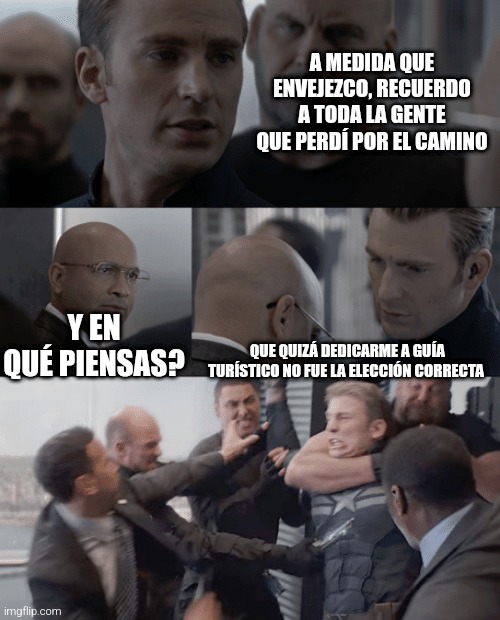 A MEDIDA QUE
ENVEJEZCO, RECUERDO
A TODA LA GENTE
QUE PERDÍ POR EL CAMINO
Y EN
QUÉ PIENSAS?
QUE QUIZÁ DEDICARME A GUÍA
TURÍSTICO NO FUE LA ELECCIÓN CORRECTA
imgflip.com